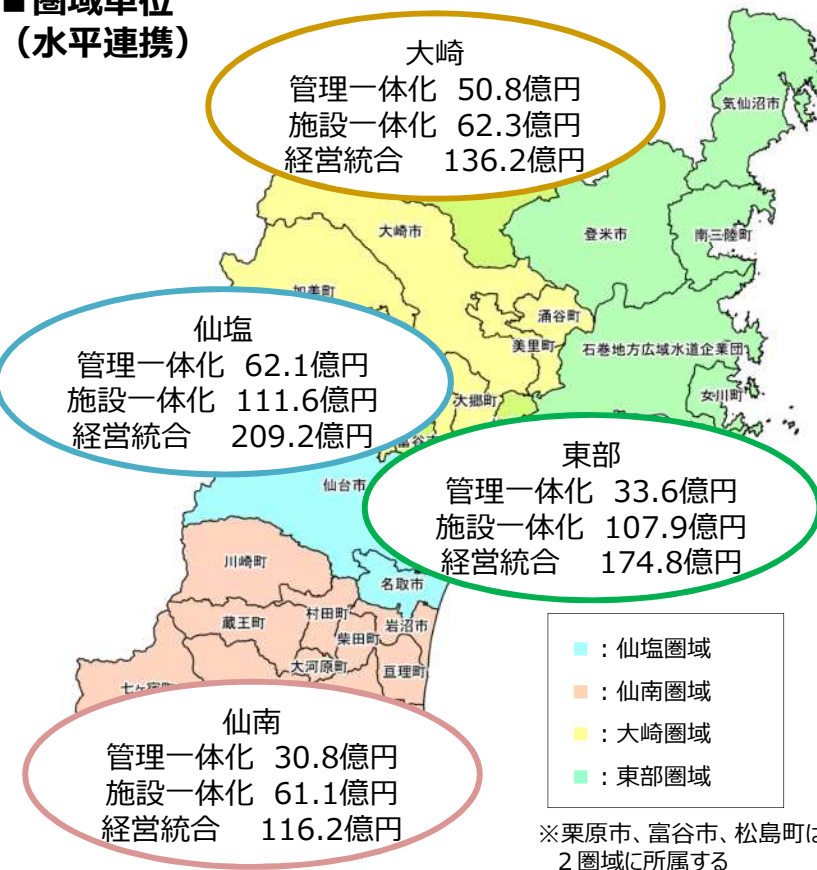 ■圏域単位
（水平連携）
大崎
管理一体化 50.8億円
施設一体化 62.3億円
経営統合 136.2億円
気仙沼市
大崎市
登米市
南三陸町
加美町
涌谷町
美里町
石巻地方広域水道企業団
女川町
大郷町
富谷市
仙塩
管理一体化 62.1億円
施設一体化 111.6億円
経営統合 209.2億円
東部
管理一体化 33.6億円
施設一体化 107.9億円
経営統合 174.8億円
仙台市
川崎町
名取市
蔵王町
村田町
柴田町
岩沼市
大河原町
亘理町
七ヶ宿町
仙南
管理一体化 30.8億円
施設一体化 61.1億円
経営統合 116.2億円
：仙塩圏域
：仙南圏域
：大崎圏域
：東部圏域
※栗原市、富谷市、松島町は
２圏域に所属する